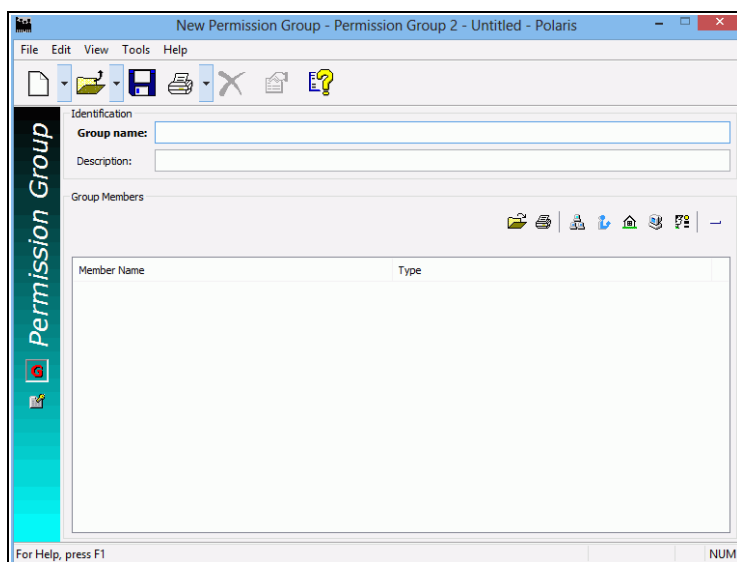 New Permission Group - Permission Group 2 - Untitled - Polaris
File Edit View Tools Help
Permission Group
G
Identification
Group name:
Description:
Group Members
Member Name Type
For Help, press F1 NUM